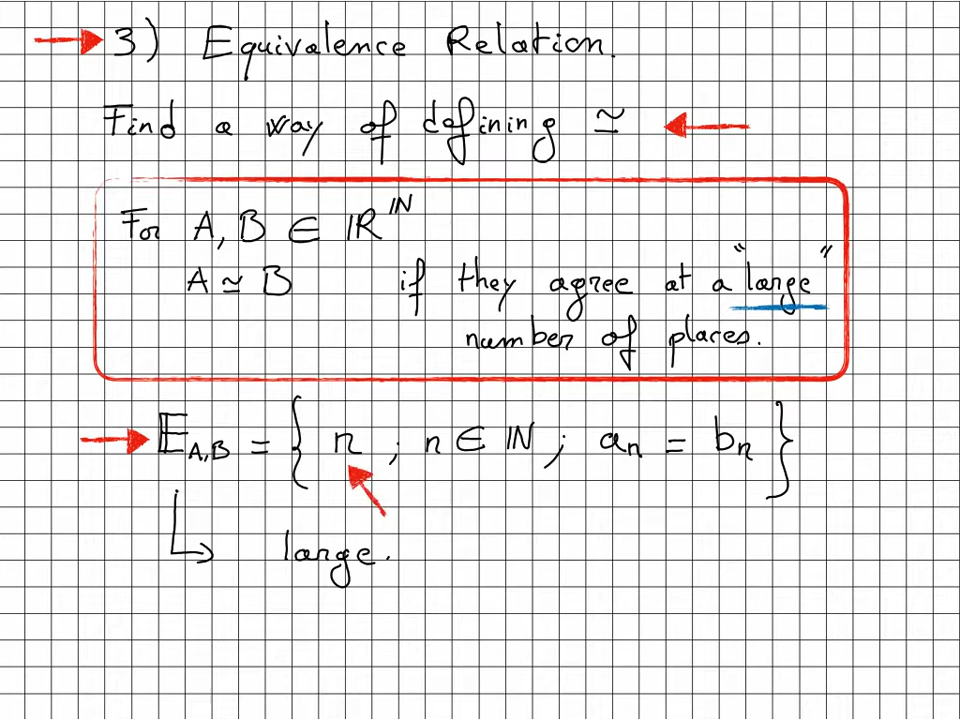 3) Equivalence Relation.
Find a way of defining ≃
For A, B ∈ ℝ^ℕ
A ≃ B if they agree at a "large"
number of places.
𝔼_{A,B} = { n ; n ∈ ℕ ; a_n = b_n }
↳ large.